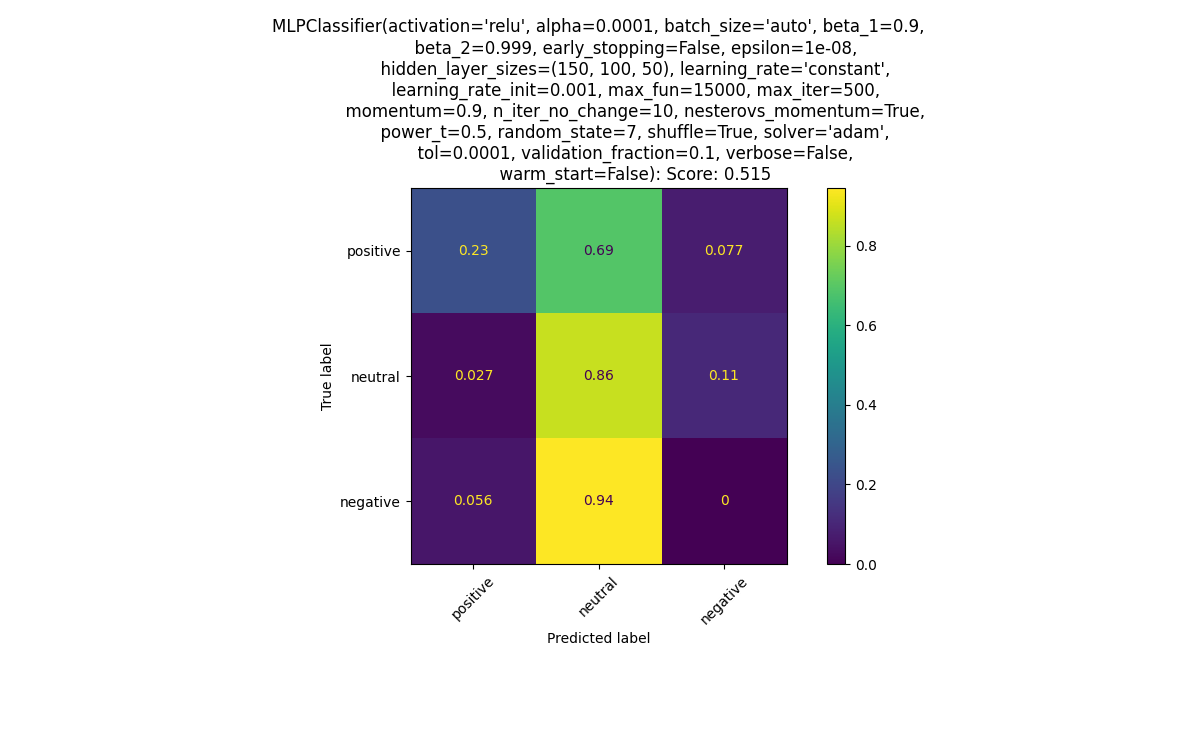 MLPClassifier(activation='relu', alpha=0.0001, batch_size='auto', beta_1=0.9,
beta_2=0.999, early_stopping=False, epsilon=1e-08,
hidden_layer_sizes=(150, 100, 50), learning_rate='constant',
learning_rate_init=0.001, max_fun=15000, max_iter=500,
momentum=0.9, n_iter_no_change=10, nesterovs_momentum=True,
power_t=0.5, random_state=7, shuffle=True, solver='adam',
tol=0.0001, validation_fraction=0.1, verbose=False,
warm_start=False): Score: 0.515
True label
positive 0.23 0.69 0.077
neutral 0.027 0.86 0.11
negative 0.056 0.94 0
positive neutral negative
Predicted label
0.8
0.6
0.4
0.2
0.0